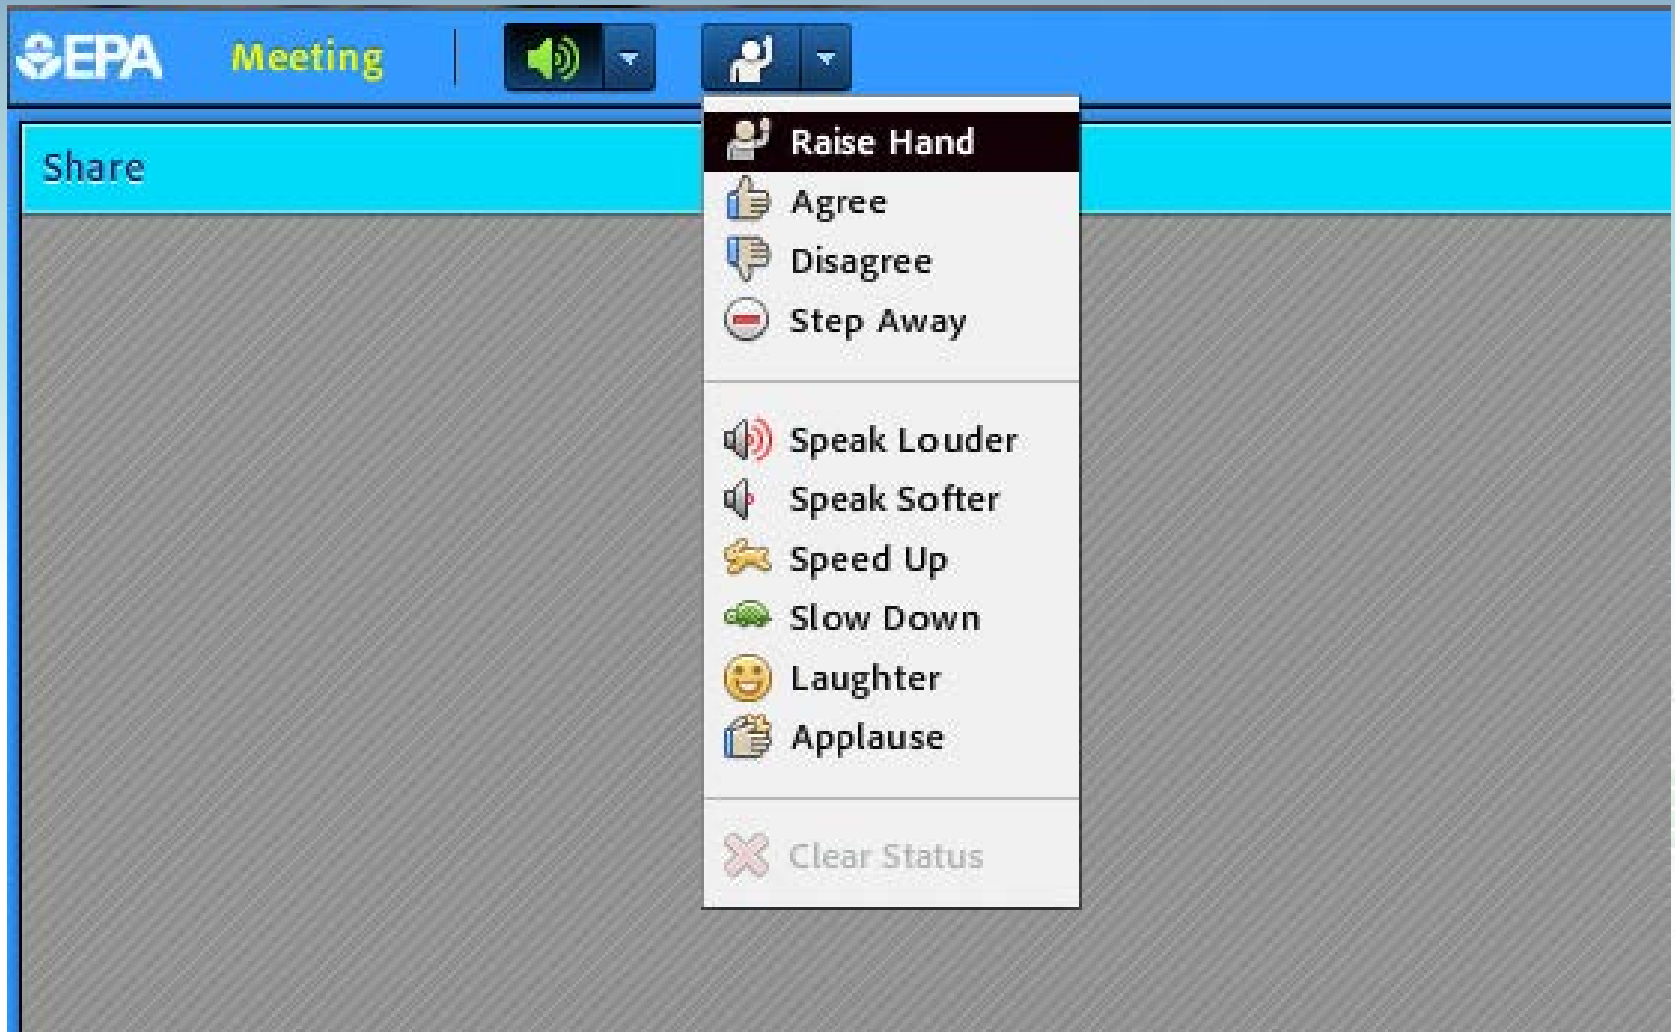 EPA Meeting
Share
Raise Hand
Agree
Disagree
Step Away
Speak Louder
Speak Softer
Speed Up
Slow Down
Laughter
Applause
Clear Status